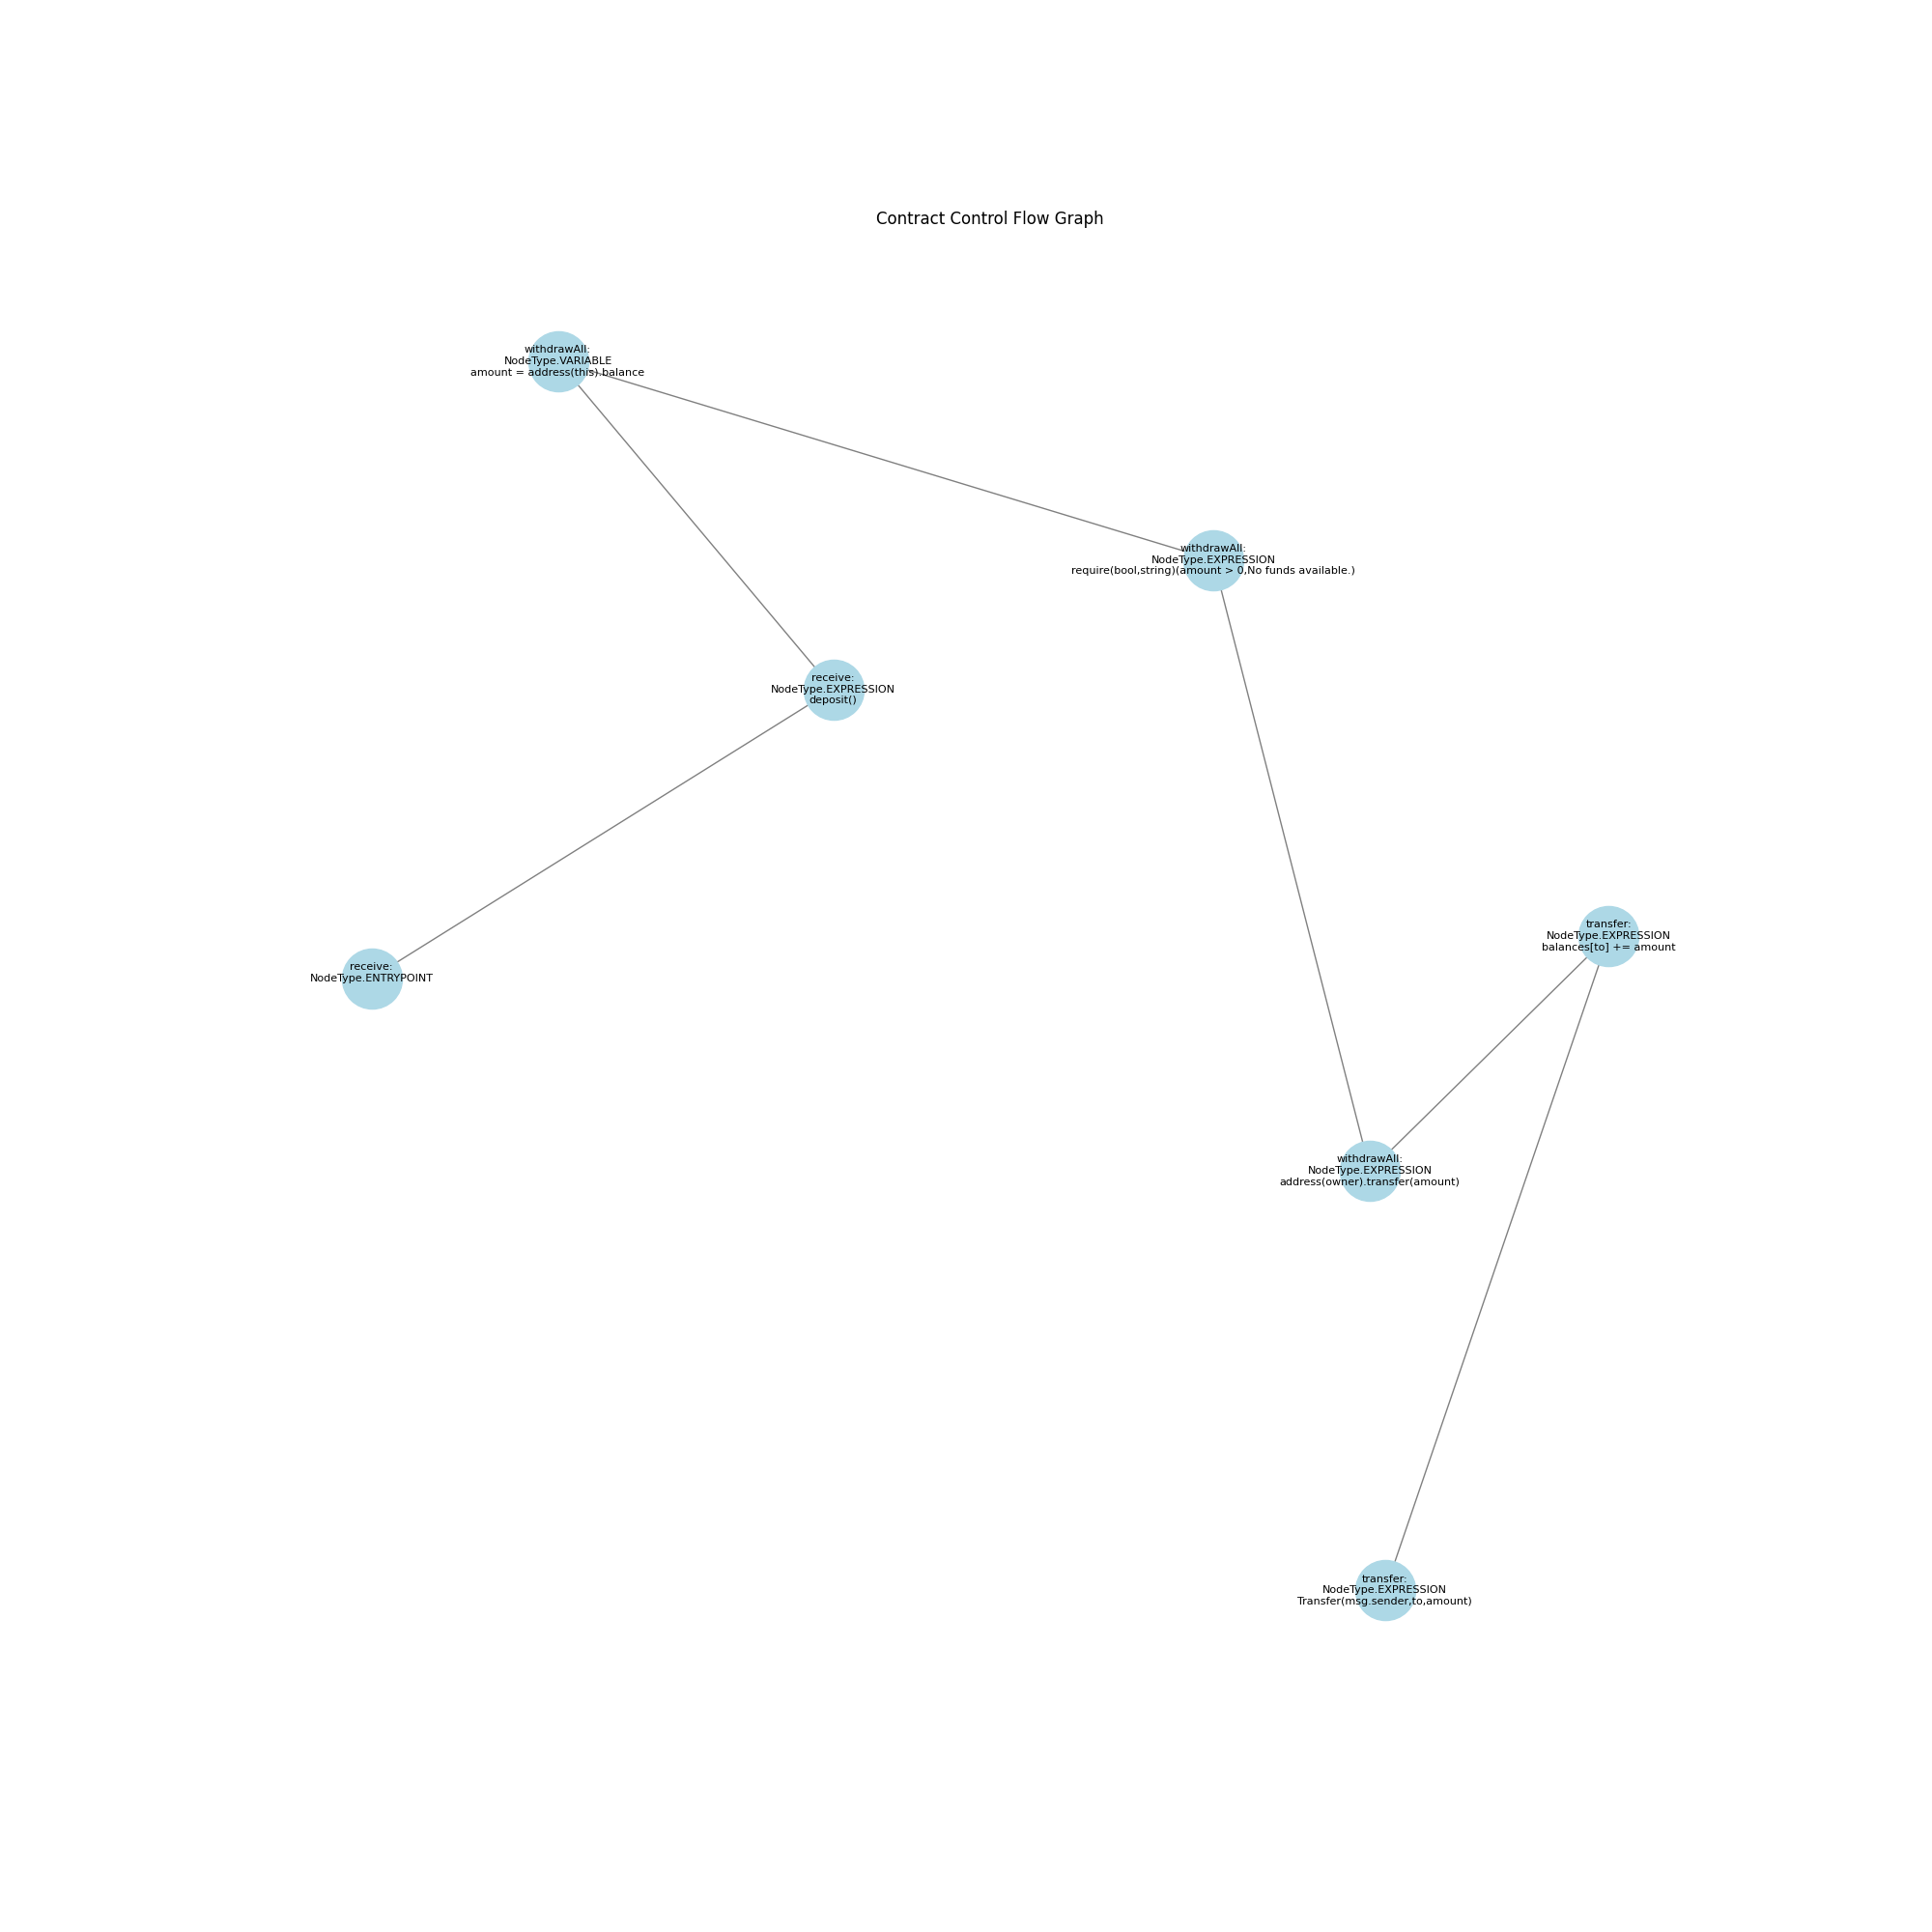 Contract Control Flow Graph
withdrawAll:
NodeType.VARIABLE
amount = address(this).balance
withdrawAll:
NodeType.EXPRESSION
require(bool,string)(amount > 0,No funds available.)
receive:
NodeType.EXPRESSION
deposit()
transfer:
NodeType.EXPRESSION
balances[to] += amount
receive:
NodeType.ENTRYPOINT
withdrawAll:
NodeType.EXPRESSION
address(owner).transfer(amount)
transfer:
NodeType.EXPRESSION
Transfer(msg.sender,to,amount)